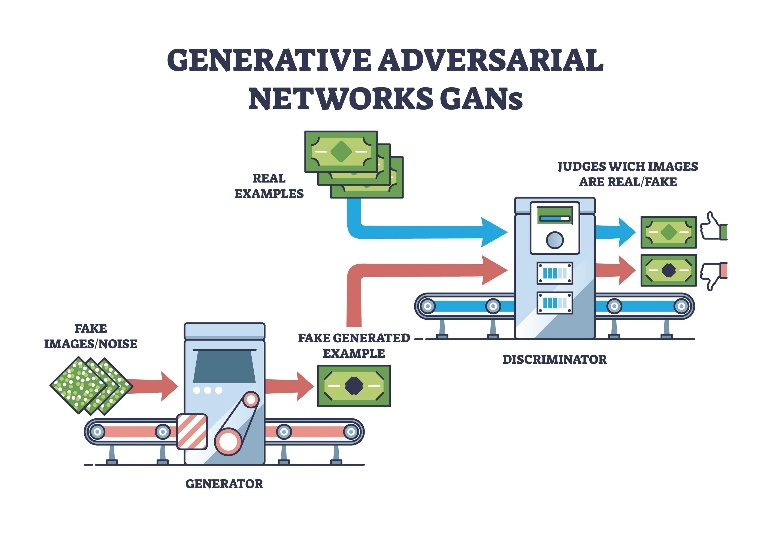 GENERATIVE ADVERSARIAL
NETWORKS GANs
REAL
EXAMPLES
JUDGES WICH IMAGES
ARE REAL/FAKE
FAKE
IMAGES/NOISE
FAKE GENERATED
EXAMPLE
DISCRIMINATOR
GENERATOR